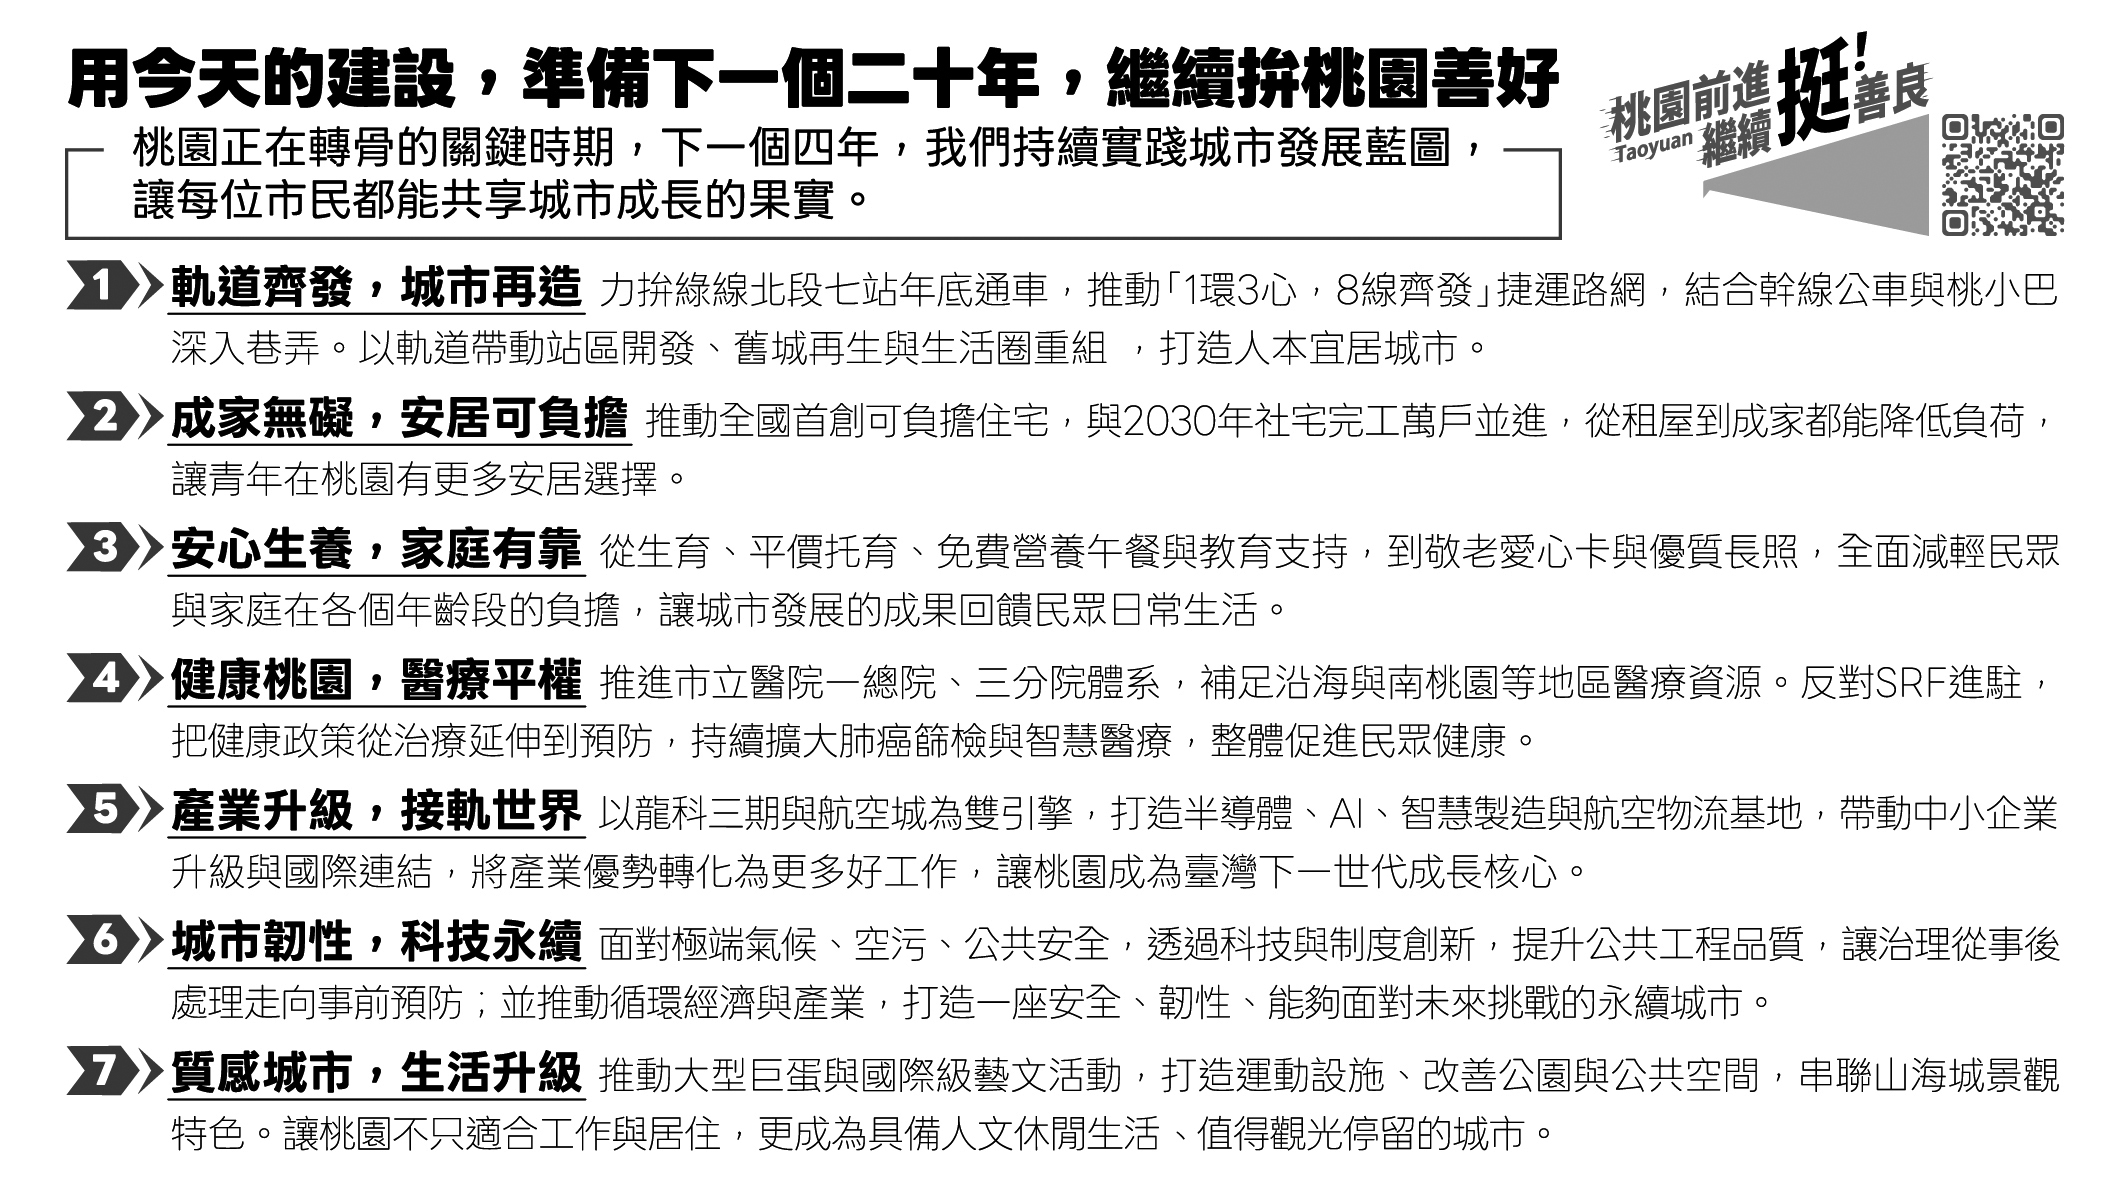 用今天的建設，準備下一個二十年，繼續拚桃園善好
桃園正在轉骨的關鍵時期，下一個四年，我們持續實踐城市發展藍圖，
讓每位市民都能共享城市成長的果實。
桃園前進
Taoyuan 繼續
挺!
善良
1 軌道齊發，城市再造 力拚綠線北段七站年底通車，推動「1環3心，8線齊發」捷運路網，結合幹線公車與桃小巴
深入巷弄。以軌道帶動站區開發、舊城再生與生活圈重組 ，打造人本宜居城市。
2 成家無礙，安居可負擔 推動全國首創可負擔住宅，與2030年社宅完工萬戶並進，從租屋到成家都能降低負荷，
讓青年在桃園有更多安居選擇。
3 安心生養，家庭有靠 從生育、平價托育、免費營養午餐與教育支持，到敬老愛心卡與優質長照，全面減輕民眾
與家庭在各個年齡段的負擔，讓城市發展的成果回饋民眾日常生活。
4 健康桃園，醫療平權 推進市立醫院一總院、三分院體系，補足沿海與南桃園等地區醫療資源。反對SRF進駐，
把健康政策從治療延伸到預防，持續擴大肺癌篩檢與智慧醫療，整體促進民眾健康。
5 產業升級，接軌世界 以龍科三期與航空城為雙引擎，打造半導體、AI、智慧製造與航空物流基地，帶動中小企業
升級與國際連結，將產業優勢轉化為更多好工作，讓桃園成為臺灣下一世代成長核心。
6 城市韌性，科技永續 面對極端氣候、空污、公共安全，透過科技與制度創新，提升公共工程品質，讓治理從事後
處理走向事前預防；並推動循環經濟與產業，打造一座安全、韌性、能夠面對未來挑戰的永續城市。
7 質感城市，生活升級 推動大型巨蛋與國際級藝文活動，打造運動設施、改善公園與公共空間，串聯山海城景觀
特色。讓桃園不只適合工作與居住，更成為具備人文休閒生活、值得觀光停留的城市。